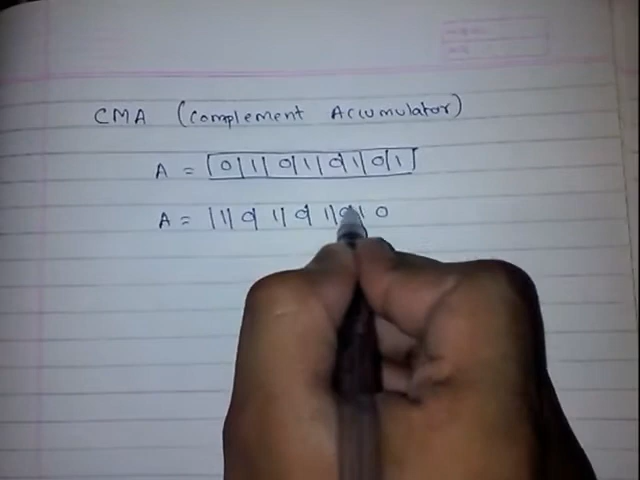 CMA (Complement Accumulator)
A = |0|1|0|1|0|1|0|1|
A = |1|0|1|0|1|0|1 0